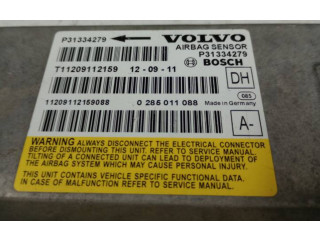 P31334279 VOLVO
AIRBAG SENSOR
P31334279
T11209112159 12-09-11 BOSCH
DH
11209112159088 0 285 011 088 Made in Germany
A-
WARNING ALWAYS DISCONNECT THE ELECTRICAL CONNECTOR
BEFORE DISMOUNTING THIS UNIT. REFER TO MANUAL
TILTING OF A CONNECTED UNIT CAN LEAD TO DEPLOYMENT OF
THE AIRBAG SYSTEM WHICH MAY CAUSE PERSONAL INJURY.
THIS UNIT CONTAINS VEHICLE SPECIFIC FUNCTIONAL DATA.
IN CASE OF MALFUNCTION REFER TO REPAIR MANUAL.